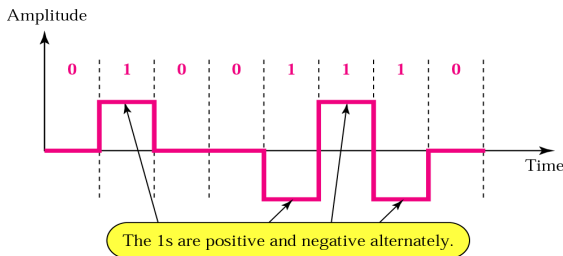 Amplitude
0 1 0 0 1 1 1 0
Time
The 1s are positive and negative alternately.